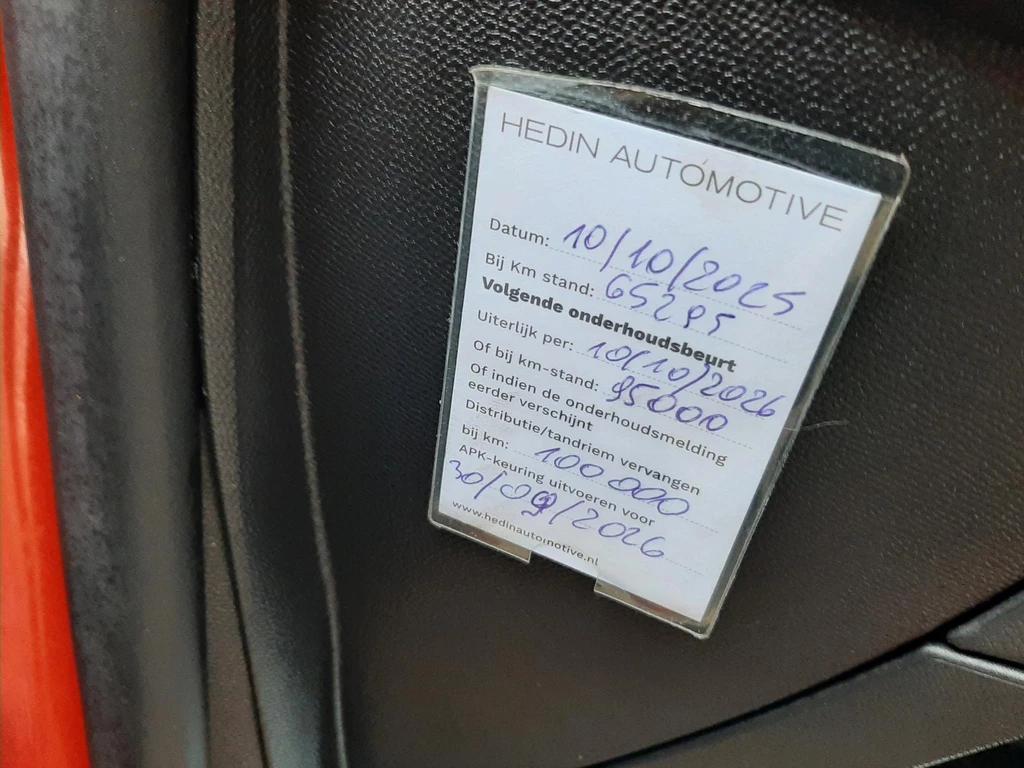 HEDIN AUTOMOTIVE
Datum: 10/10/2025
Bij Km stand: 65295
Volgende onderhoudsbeurt
Uiterlijk per: 10/10/2026
Of bij km-stand: 95000
Of indien de onderhoudsmelding
eerder verschijnt
Distributie/tandriem vervangen
bij km: 100.000
APK-keuring uitvoeren voor
30/09/2026
www.hedinautomotive.nl